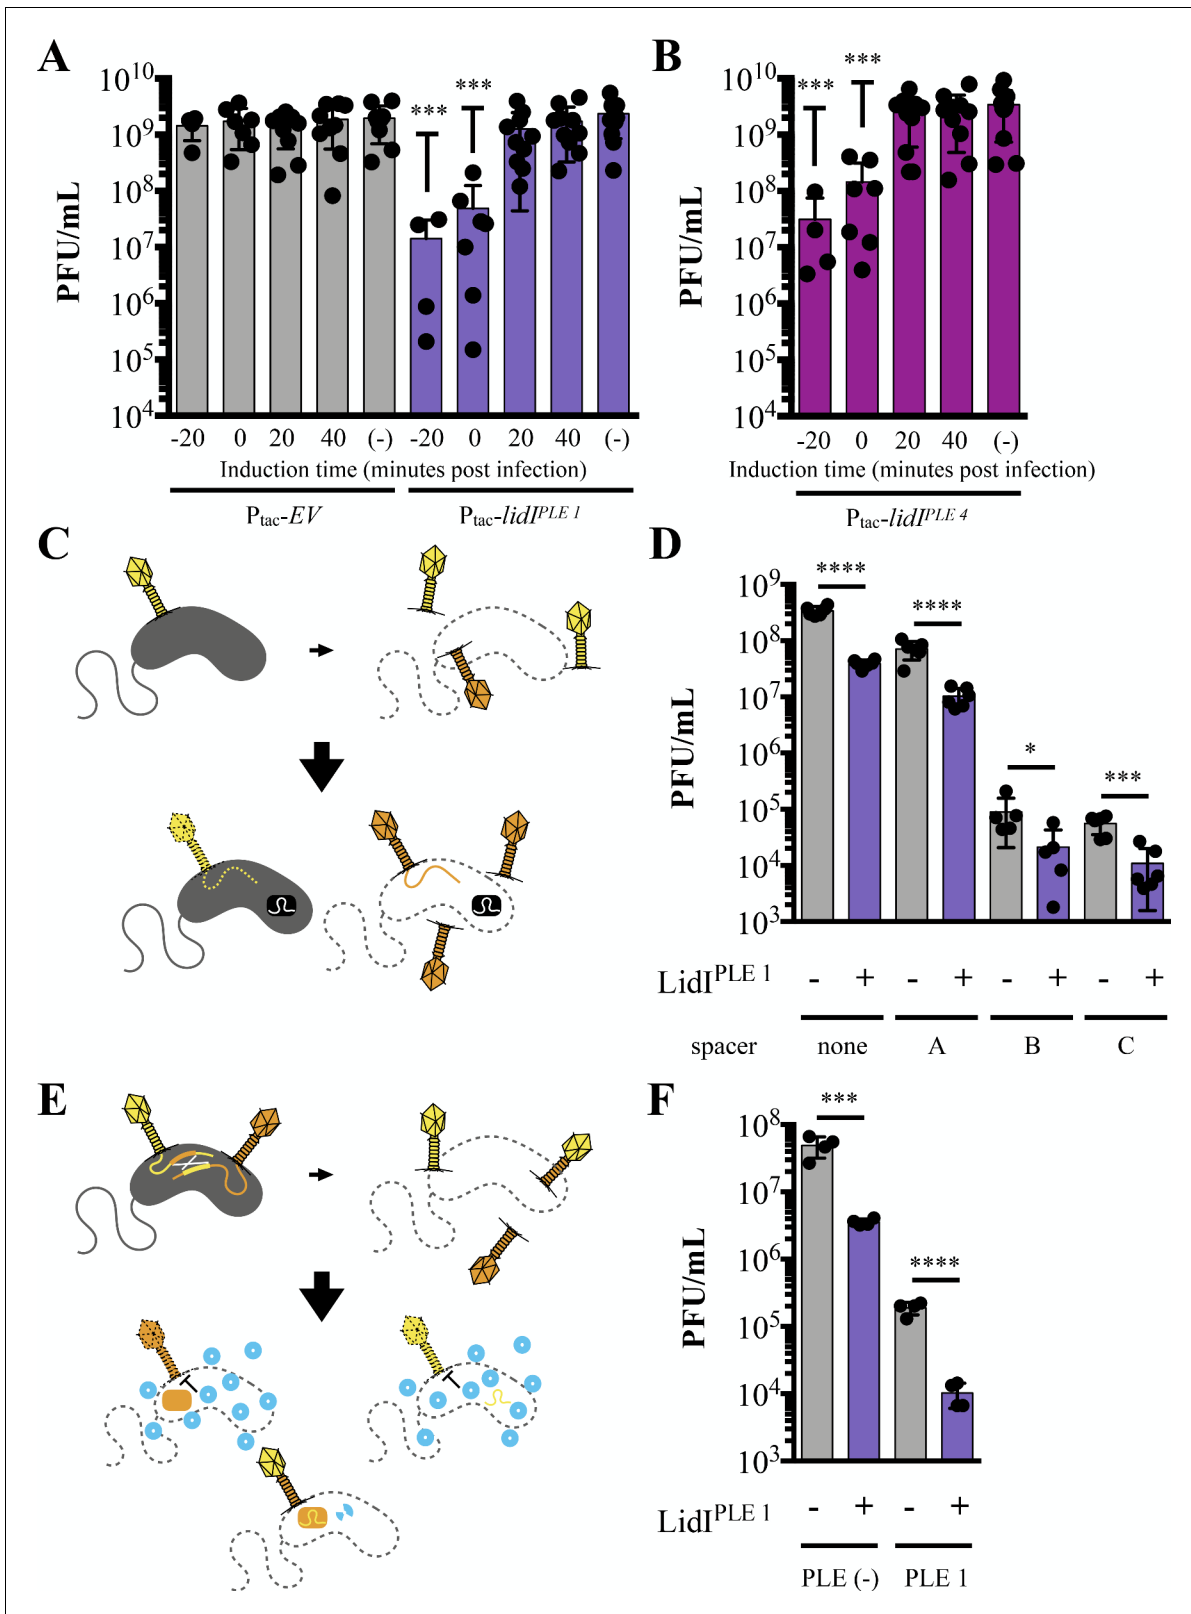 A
B
10^10
10^9
10^8
10^7
10^6
10^5
10^4
PFU/mL
*** ***
-20 0 20 40 (-) -20 0 20 40 (-)
Induction time (minutes post infection)
P_tac-EV P_tac-lidI^PLE 1
10^10
10^9
10^8
10^7
10^6
10^5
10^4
PFU/mL
*** ***
-20 0 20 40 (-)
Induction time (minutes post infection)
P_tac-lidI^PLE 4
C
D
10^9
10^8
10^7
10^6
10^5
10^4
10^3
PFU/mL
**** **** * ***
LidI^PLE 1 - + - + - + - +
spacer none A B C
E
F
10^8
10^7
10^6
10^5
10^4
10^3
PFU/mL
*** ****
LidI^PLE 1 - + - +
PLE (-) PLE 1